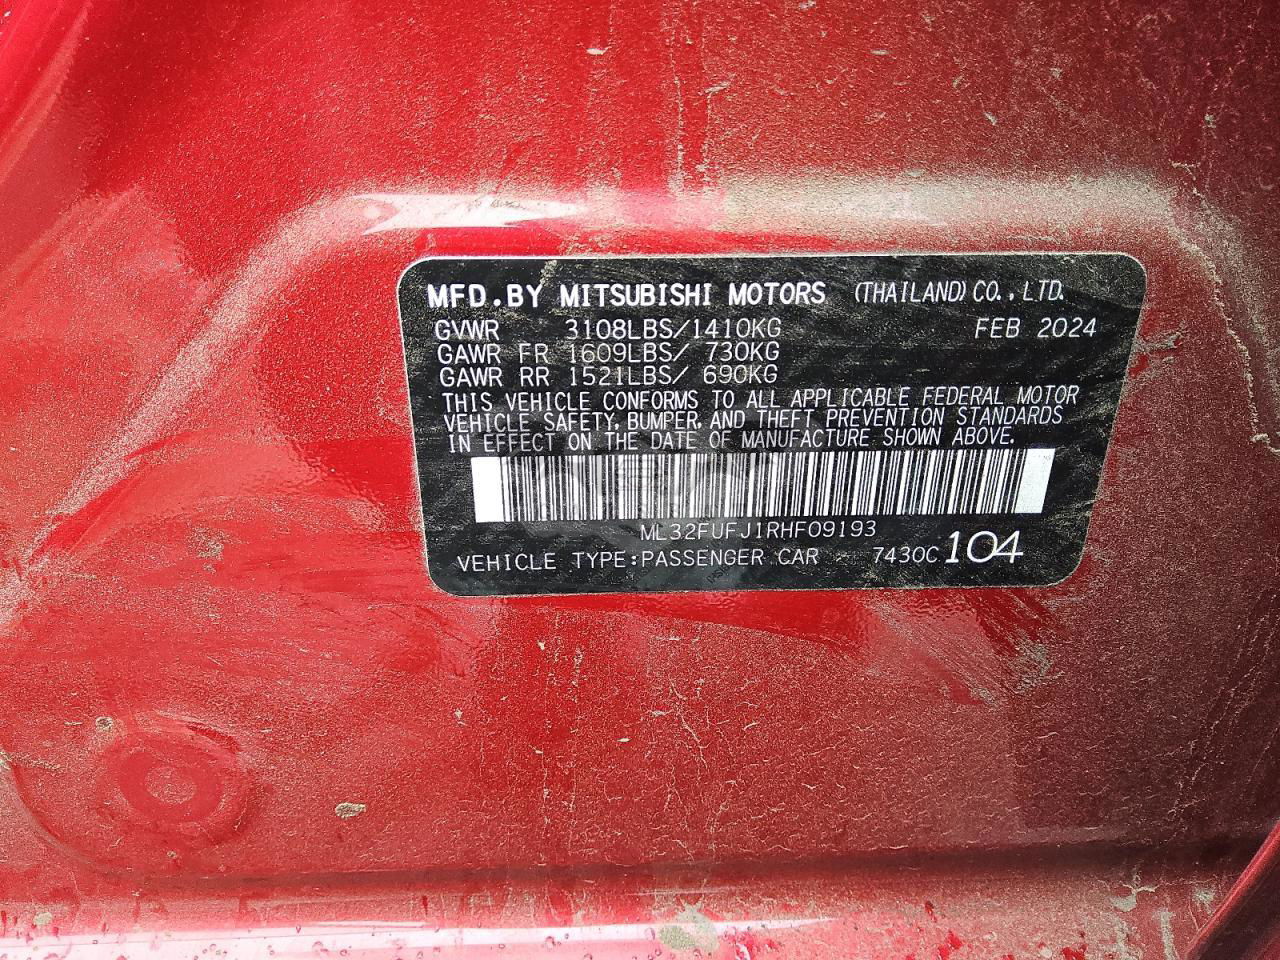 MFD.BY MITSUBISHI MOTORS (THAILAND) CO., LTD.
GVWR 3108LBS/1410KG FEB 2024
GAWR FR 1609LBS/ 730KG
GAWR RR 1521LBS/ 690KG
THIS VEHICLE CONFORMS TO ALL APPLICABLE FEDERAL MOTOR
VEHICLE SAFETY, BUMPER, AND THEFT PREVENTION STANDARDS
IN EFFECT ON THE DATE OF MANUFACTURE SHOWN ABOVE.
ML32FUFJ1RHF09193
VEHICLE TYPE:PASSENGER CAR 7430C 104